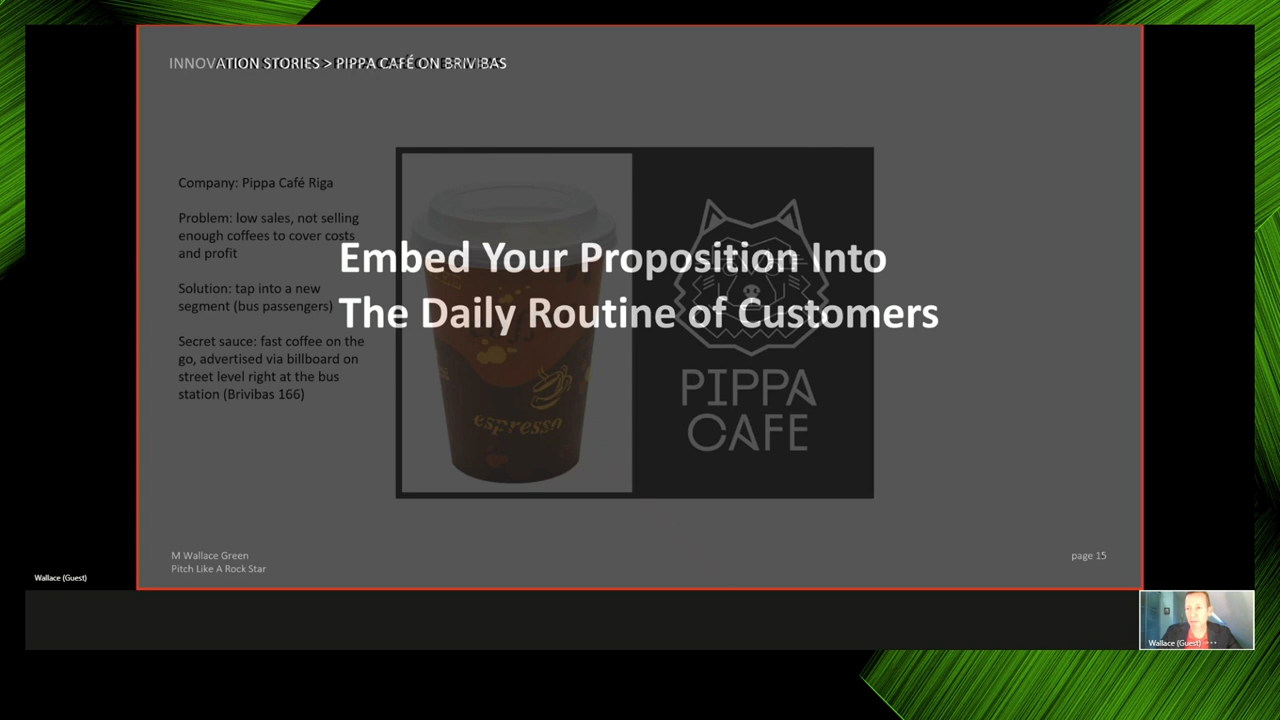 INNOVATION STORIES > PIPPA CAFÉ ON BRIVIBAS
Company: Pippa Café Riga
Problem: low sales, not selling
enough coffees to cover costs
and profit
Solution: tap into a new
segment (bus passengers)
Secret sauce: fast coffee on the
go, advertised via billboard on
street level right at the bus
station (Brivibas 166)
Embed Your Proposition Into
The Daily Routine of Customers
espresso
PIPPA
CAFE
M Wallace Green
Pitch Like A Rock Star
page 15
Wallace (Guest)
Wallace (Guest) ···